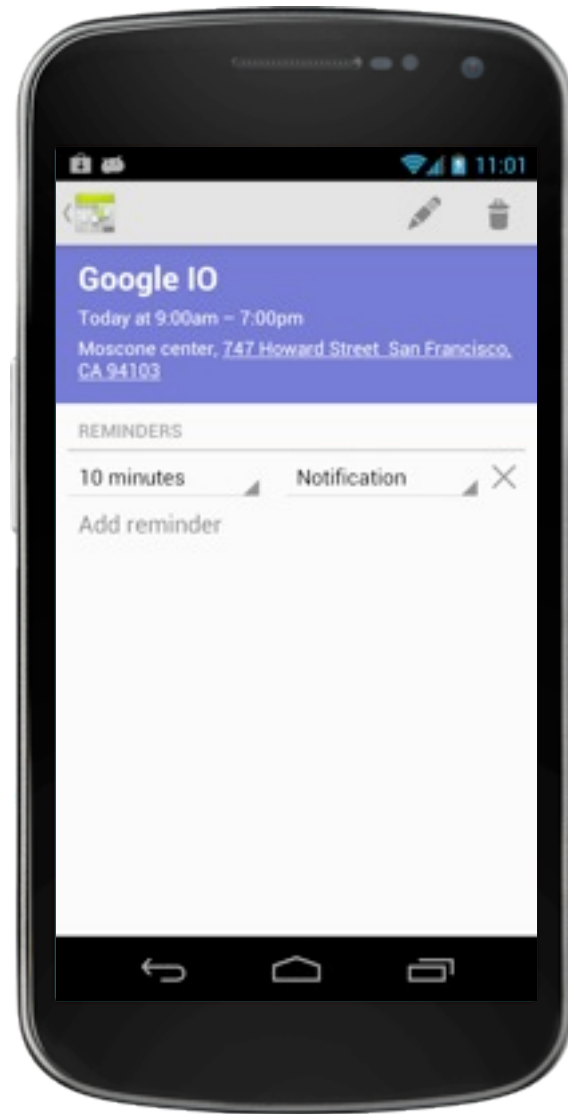 11:01
Google IO
Today at 9:00am – 7:00pm
Moscone center, 747 Howard Street San Francisco,
CA 94103
REMINDERS
10 minutes Notification
Add reminder